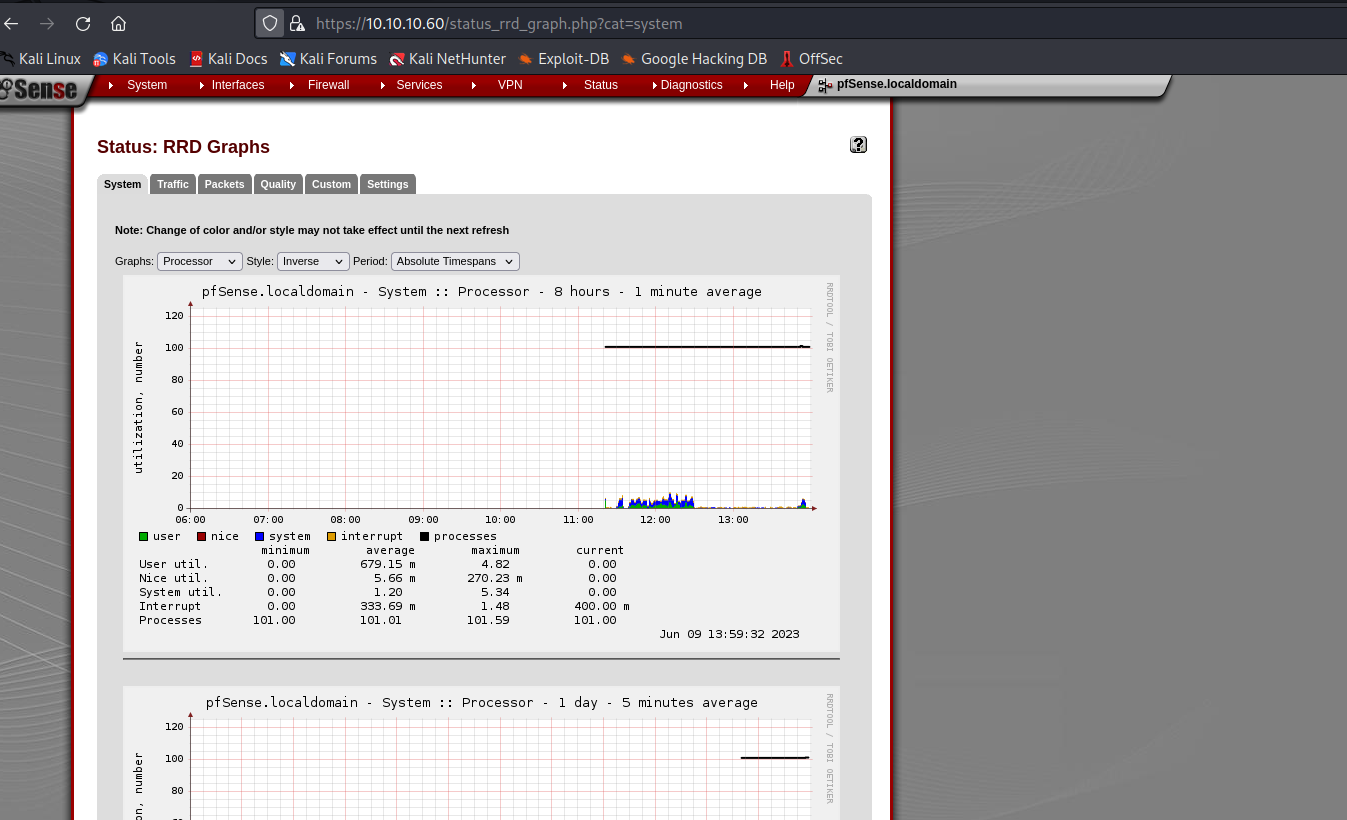 https://10.10.10.60/status_rrd_graph.php?cat=system
Kali Linux Kali Tools Kali Docs Kali Forums Kali NetHunter Exploit-DB Google Hacking DB OffSec
Sense System Interfaces Firewall Services VPN Status Diagnostics Help pfSense.localdomain
Status: RRD Graphs ?
System Traffic Packets Quality Custom Settings
Note: Change of color and/or style may not take effect until the next refresh
Graphs: Processor Style: Inverse Period: Absolute Timespans
pfSense.localdomain - System :: Processor - 8 hours - 1 minute average
RRDTOOL / TOBI OETIKER
utilization, number
120
100
80
60
40
20
0
06:00 07:00 08:00 09:00 10:00 11:00 12:00 13:00
user nice system interrupt processes
minimum average maximum current
User util. 0.00 679.15 m 4.82 0.00
Nice util. 0.00 5.66 m 270.23 m 0.00
System util. 0.00 1.20 5.34 0.00
Interrupt 0.00 333.69 m 1.48 400.00 m
Processes 101.00 101.01 101.59 101.00
Jun 09 13:59:32 2023
pfSense.localdomain - System :: Processor - 1 day - 5 minutes average
RRDTOOL / TOBI OETIKER
on, number
120
100
80